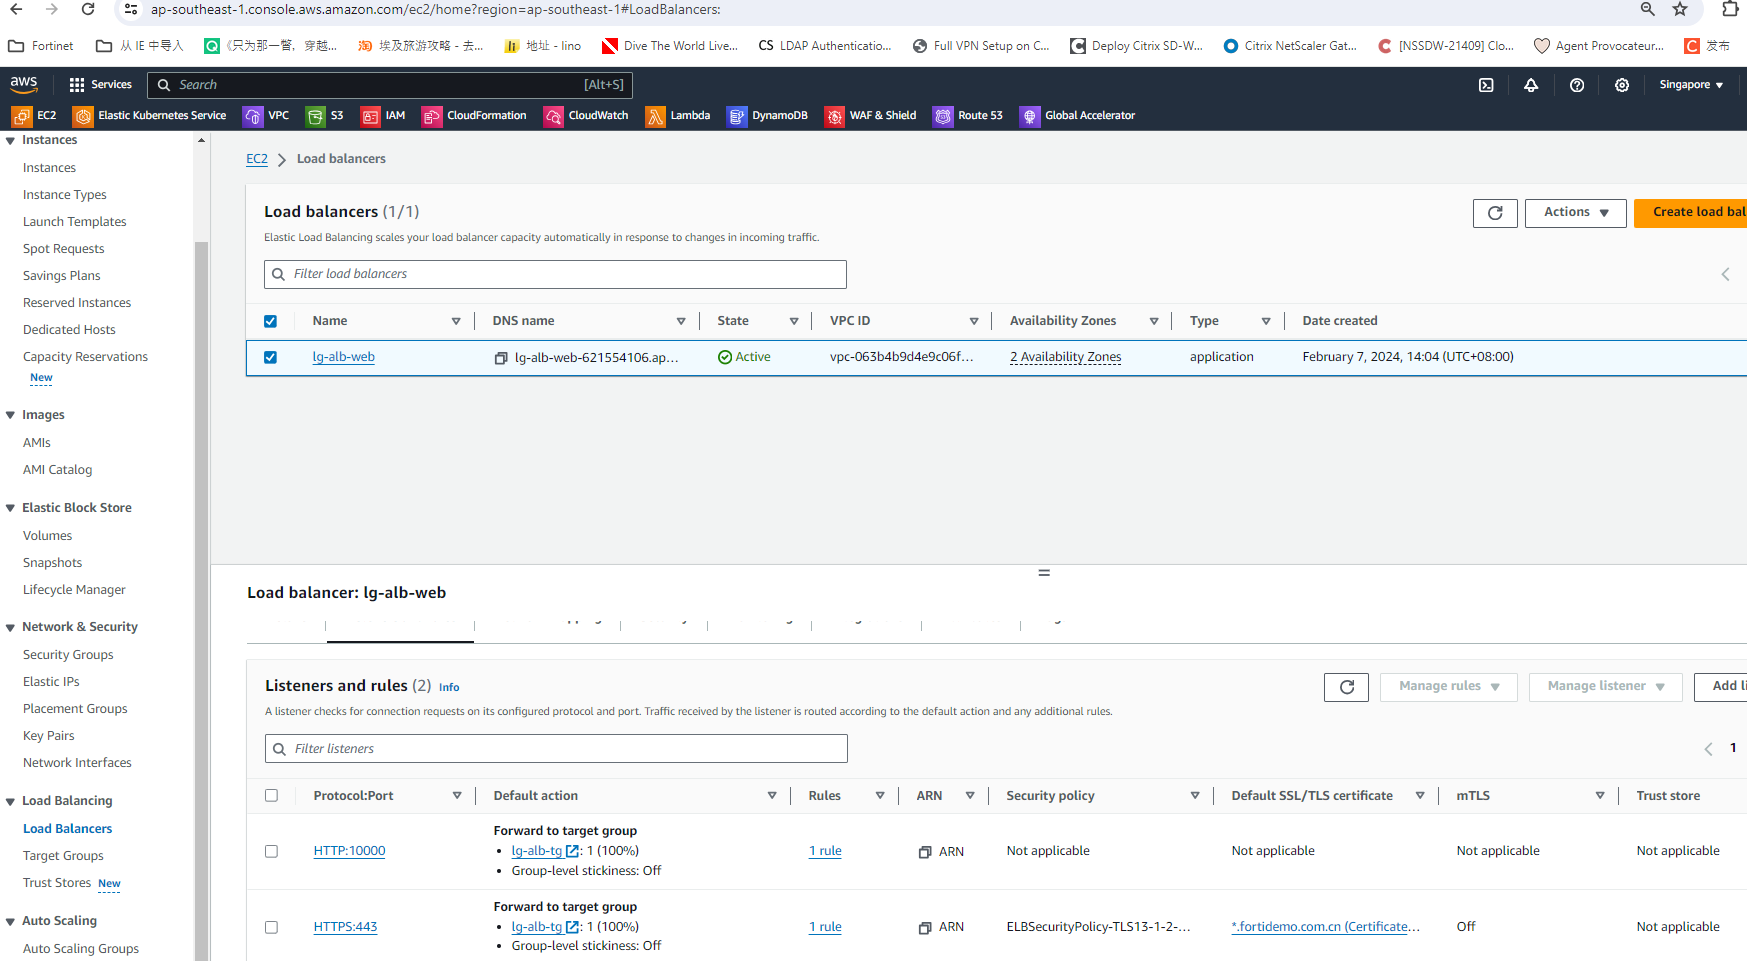 ap-southeast-1.console.aws.amazon.com/ec2/home?region=ap-southeast-1#LoadBalancers:
Fortinet
从 IE 中导入
《只为那一瞥，穿越...
埃及旅游攻略 - 去...
地址 - lino
Dive The World Live...
CS LDAP Authenticatio...
Full VPN Setup on C...
Deploy Citrix SD-W...
Citrix NetScaler Gat...
[NSSDW-21409] Clo...
Agent Provocateur...
发布
aws
Services
Search
[Alt+S]
Singapore
EC2
Elastic Kubernetes Service
VPC
S3
IAM
CloudFormation
CloudWatch
Lambda
DynamoDB
WAF & Shield
Route 53
Global Accelerator
Instances
Instances
Instance Types
Launch Templates
Spot Requests
Savings Plans
Reserved Instances
Dedicated Hosts
Capacity Reservations
New
Images
AMIs
AMI Catalog
Elastic Block Store
Volumes
Snapshots
Lifecycle Manager
Network & Security
Security Groups
Elastic IPs
Placement Groups
Key Pairs
Network Interfaces
Load Balancing
Load Balancers
Target Groups
Trust Stores New
Auto Scaling
Auto Scaling Groups
EC2 > Load balancers
Load balancers (1/1)
Actions
Create load bal
Elastic Load Balancing scales your load balancer capacity automatically in response to changes in incoming traffic.
Filter load balancers
Name
DNS name
State
VPC ID
Availability Zones
Type
Date created
lg-alb-web
lg-alb-web-621554106.ap...
Active
vpc-063b4b9d4e9c06f...
2 Availability Zones
application
February 7, 2024, 14:04 (UTC+08:00)
Load balancer: lg-alb-web
Listeners and rules (2) Info
Manage rules
Manage listener
Add li
A listener checks for connection requests on its configured protocol and port. Traffic received by the listener is routed according to the default action and any additional rules.
Filter listeners
1
Protocol:Port
Default action
Rules
ARN
Security policy
Default SSL/TLS certificate
mTLS
Trust store
HTTP:10000
Forward to target group
• lg-alb-tg : 1 (100%)
• Group-level stickiness: Off
1 rule
ARN
Not applicable
Not applicable
Not applicable
Not applicable
HTTPS:443
Forward to target group
• lg-alb-tg : 1 (100%)
• Group-level stickiness: Off
1 rule
ARN
ELBSecurityPolicy-TLS13-1-2-...
*.fortidemo.com.cn (Certificate...
Off
Not applicable